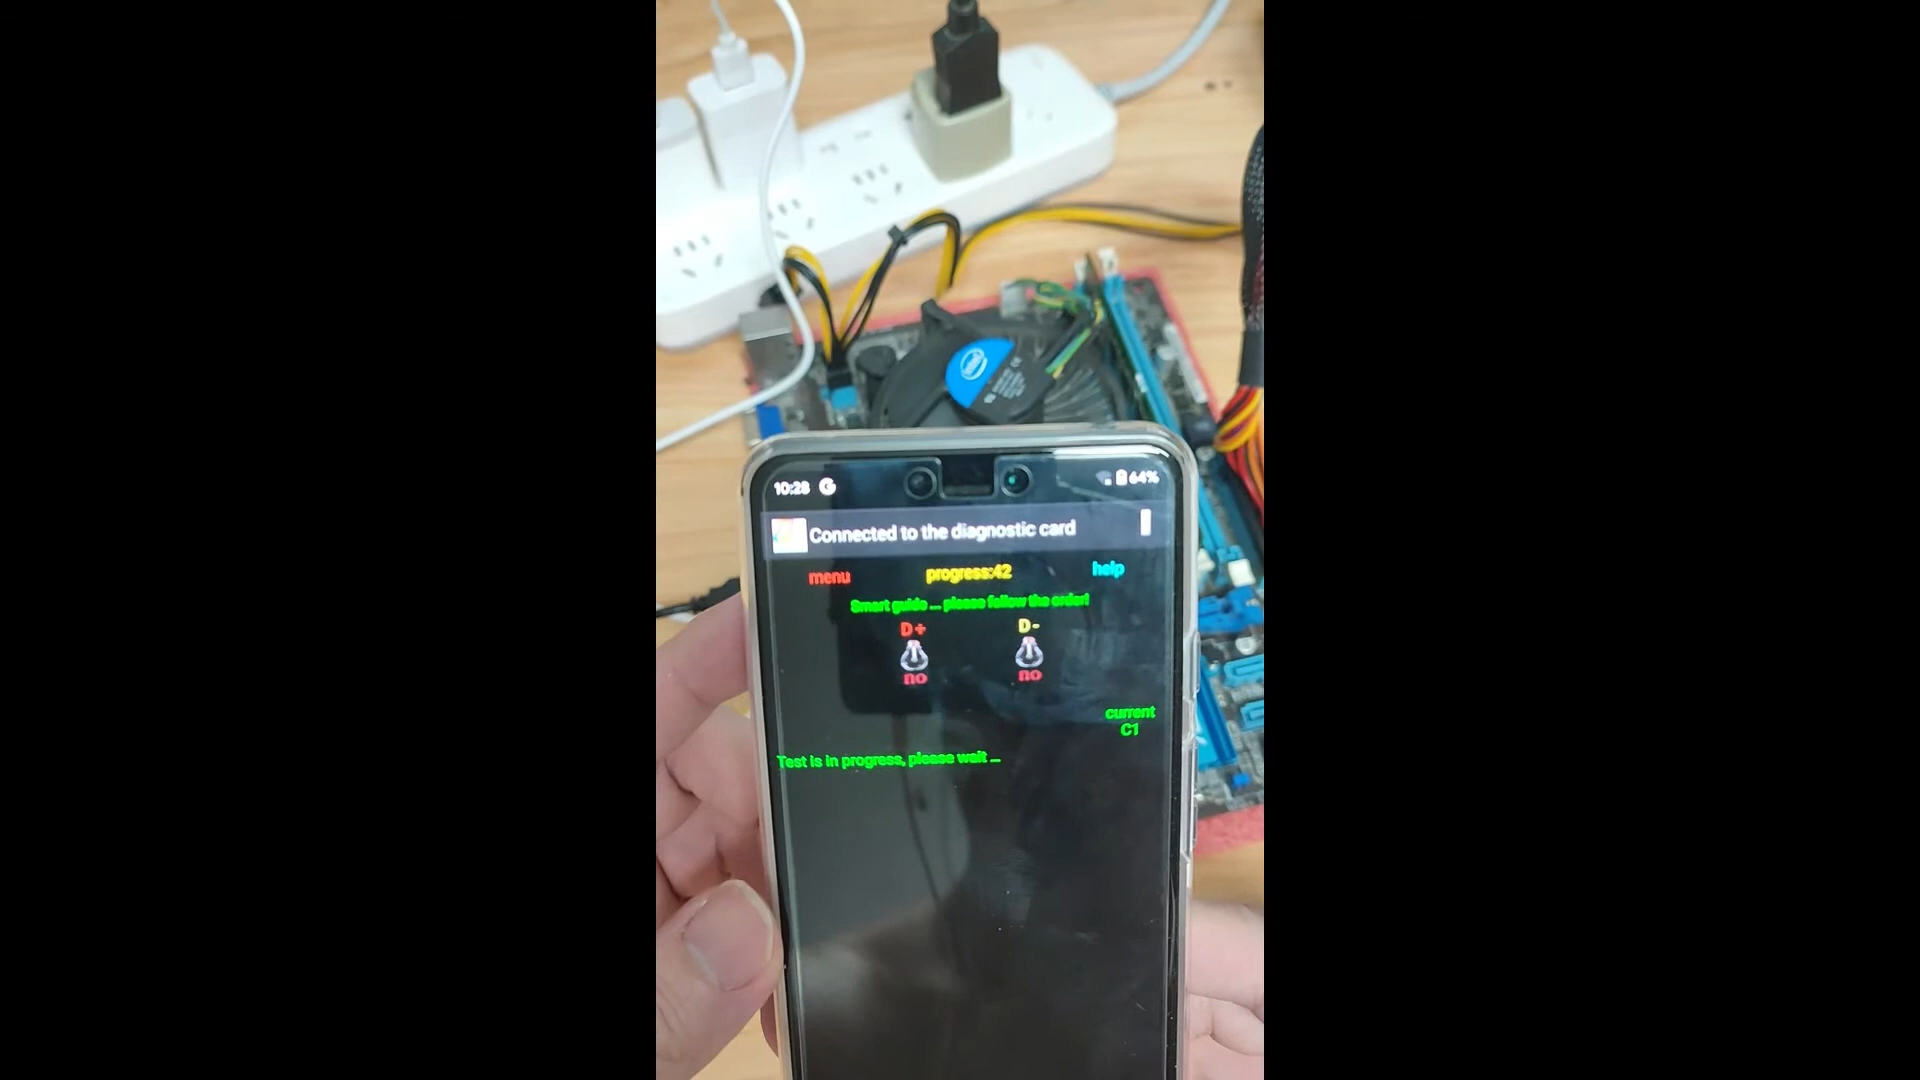 intel
10:28 G 64%
Connected to the diagnostic card
menu progress:42 help
Smart guide ... please follow the order!
D+ D-
no no
current
C1
Test is in progress, please wait ...